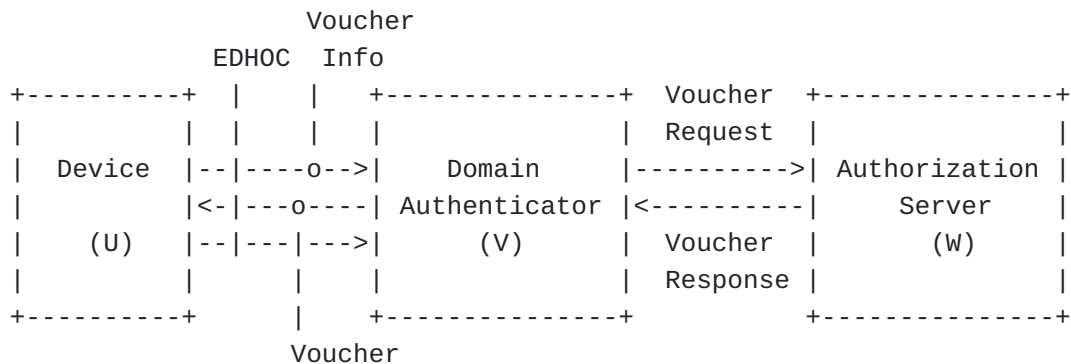 Voucher
             EDHOC  Info
+----------+  |    |   +---------------+  Voucher  +---------------+
|          |  |    |   |               |  Request  |               |
|  Device  |--|----o-->|    Domain     |---------->| Authorization |
|          |<-|---o----| Authenticator |<----------|    Server     |
|   (U)    |--|---|--->|      (V)      |  Voucher  |      (W)      |
|          |      |    |               |  Response |               |
+----------+      |    +---------------+           +---------------+
                  Voucher